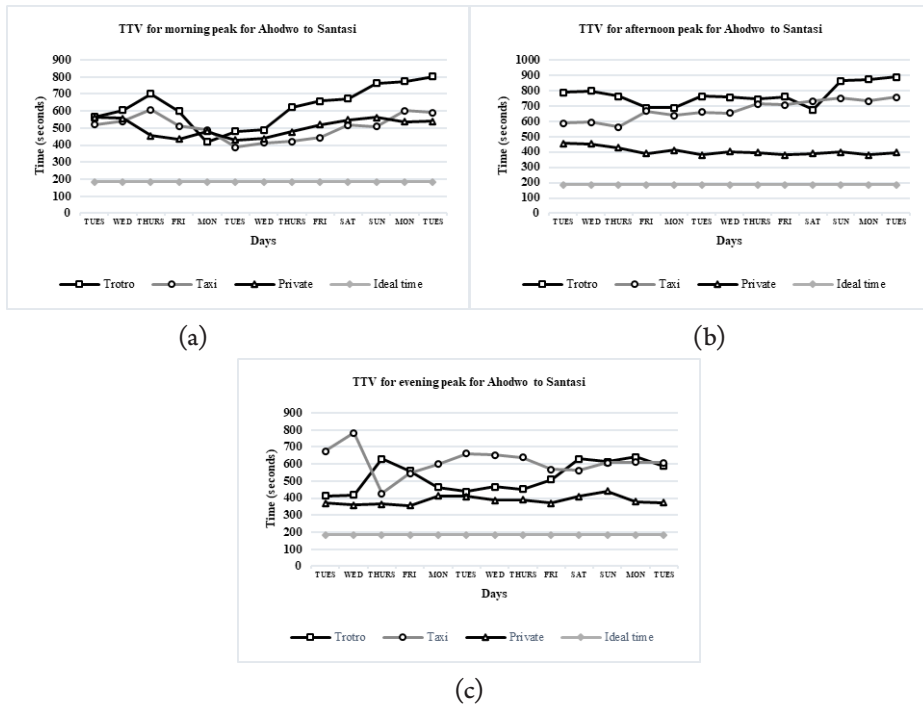 TTV for morning peak for Ahodwo to Santasi
Time (seconds)
900
800
700
600
500
400
300
200
100
0
TUES WED THURS FRI MON TUES WED THURS FRI SAT SUN MON TUES
Days
Trotro Taxi Private Ideal time
(a)
TTV for afternoon peak for Ahodwo to Santasi
Time (seconds)
1000
900
800
700
600
500
400
300
200
100
0
TUES WED THURS FRI MON TUES WED THURS FRI SAT SUN MON TUES
Days
Trotro Taxi Private Ideal time
(b)
TTV for evening peak for Ahodwo to Santasi
Time (seconds)
900
800
700
600
500
400
300
200
100
0
TUES WED THURS FRI MON TUES WED THURS FRI SAT SUN MON TUES
Days
Trotro Taxi Private Ideal time
(c)